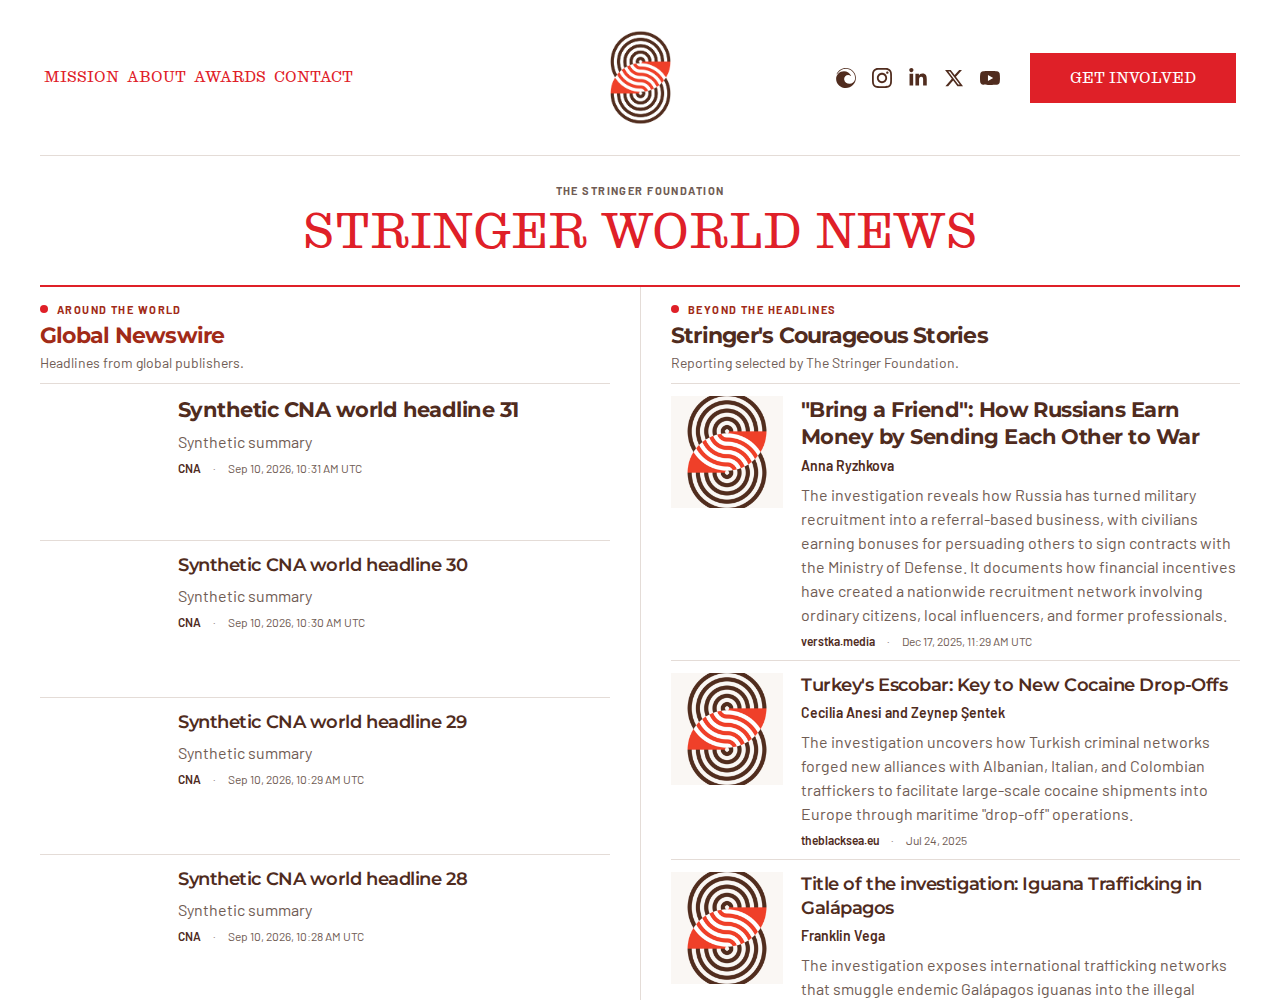 MISSION ABOUT AWARDS CONTACT
GET INVOLVED
THE STRINGER FOUNDATION
STRINGER WORLD NEWS
AROUND THE WORLD
Global Newswire
Headlines from global publishers.
Synthetic CNA world headline 31
Synthetic summary
CNA · Sep 10, 2026, 10:31 AM UTC
Synthetic CNA world headline 30
Synthetic summary
CNA · Sep 10, 2026, 10:30 AM UTC
Synthetic CNA world headline 29
Synthetic summary
CNA · Sep 10, 2026, 10:29 AM UTC
Synthetic CNA world headline 28
Synthetic summary
CNA · Sep 10, 2026, 10:28 AM UTC
BEYOND THE HEADLINES
Stringer's Courageous Stories
Reporting selected by The Stringer Foundation.
"Bring a Friend": How Russians Earn
Money by Sending Each Other to War
Anna Ryzhkova
The investigation reveals how Russia has turned military
recruitment into a referral-based business, with civilians
earning bonuses for persuading others to sign contracts with
the Ministry of Defense. It documents how financial incentives
have created a nationwide recruitment network involving
ordinary citizens, local influencers, and former professionals.
verstka.media · Dec 17, 2025, 11:29 AM UTC
Turkey's Escobar: Key to New Cocaine Drop-Offs
Cecilia Anesi and Zeynep Şentek
The investigation uncovers how Turkish criminal networks
forged new alliances with Albanian, Italian, and Colombian
traffickers to facilitate large-scale cocaine shipments into
Europe through maritime "drop-off" operations.
theblacksea.eu · Jul 24, 2025
Title of the investigation: Iguana Trafficking in
Galápagos
Franklin Vega
The investigation exposes international trafficking networks
that smuggle endemic Galápagos iguanas into the illegal